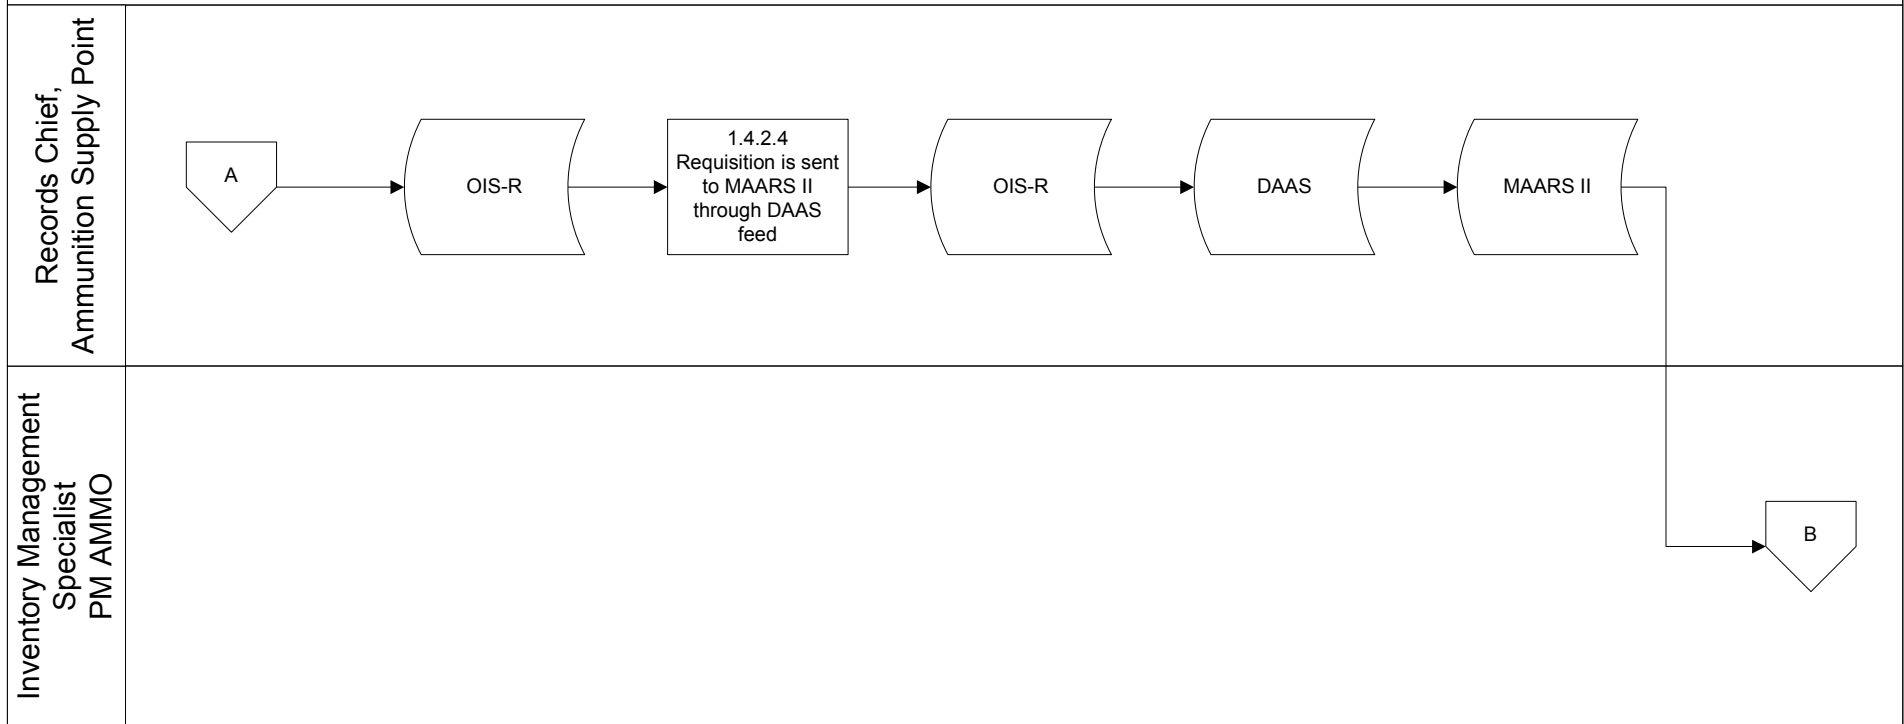 Records Chief,
Ammunition Supply Point
A
OIS-R
1.4.2.4
Requisition is sent
to MAARS II
through DAAS
feed
OIS-R
DAAS
MAARS II
Inventory Management
Specialist
PM AMMO
B